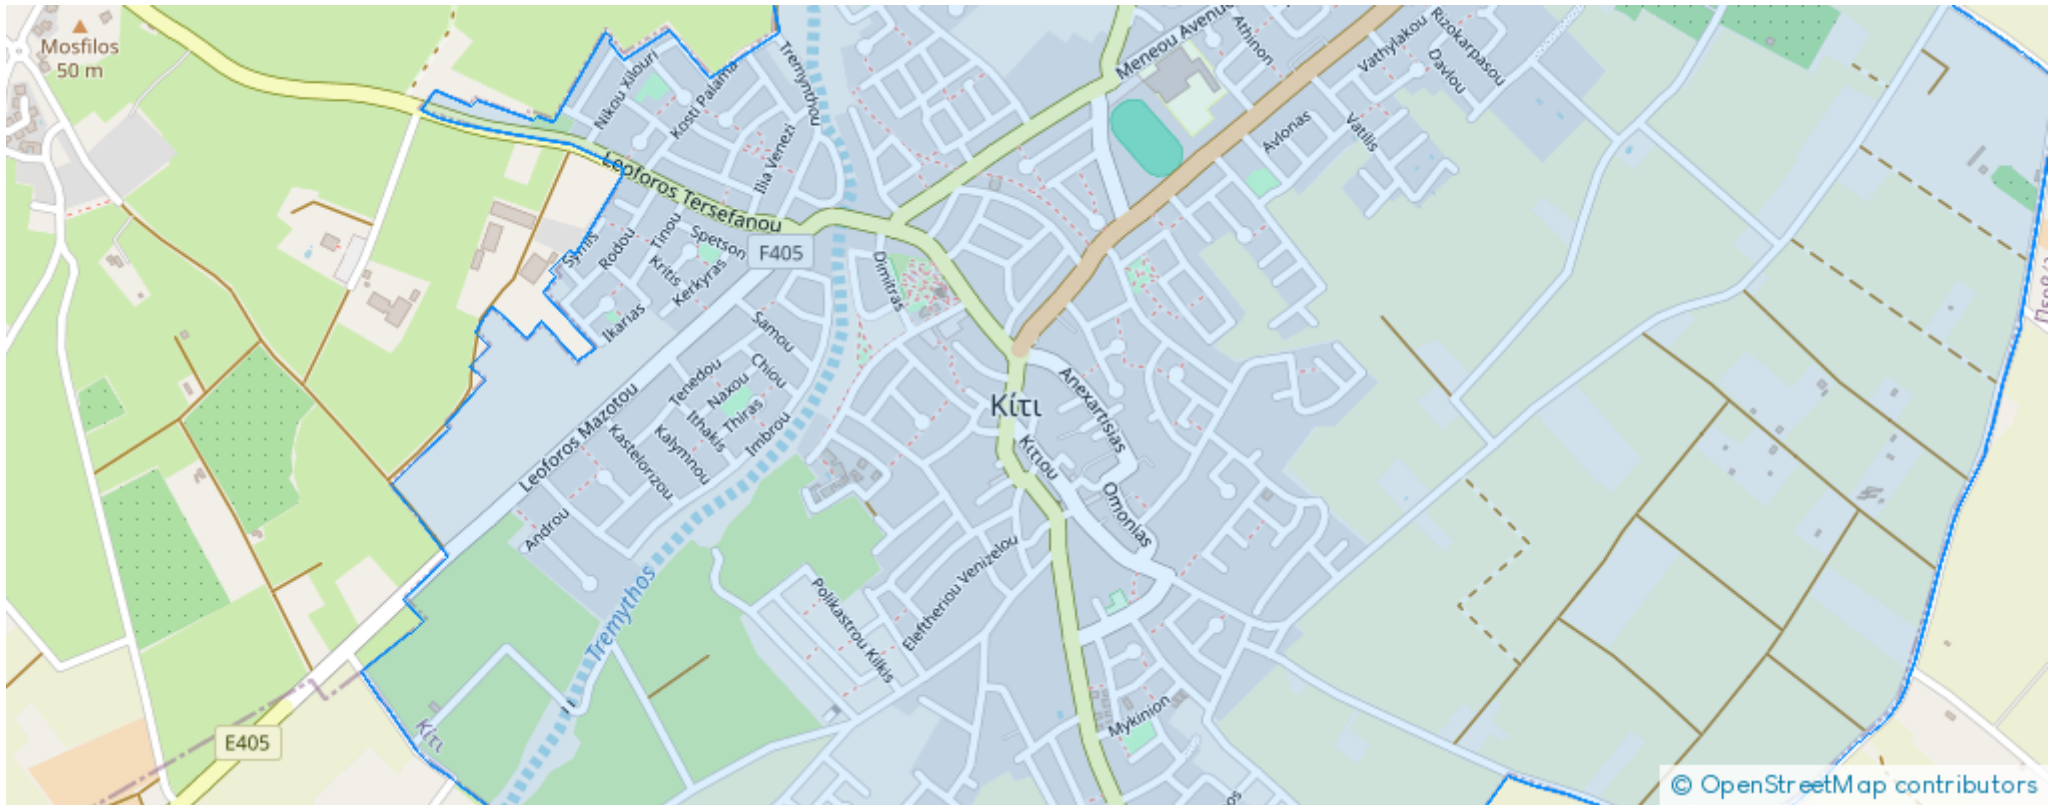 Mosfilos
50 m
Nikou Xilouri
Kosti Palama
Ilia Venezi
Tremynthou
Meneou Avenue
Athinon
Vathylakou
Rizokarpasou
Davlou
Avlonas
Vatilis
Leoforos Tersefanou
F405
Symis
Rodou
Tinou
Spetson
Kritis
Kerkyras
Ikarias
Dimitras
Samou
Chiou
Tenedou
Naxou
Thiras
Ithakis
Imbrou
Kalymnou
Kastelorizou
Leoforos Mazotou
Androu
Κίτι
Anexartisias
Κιτιου
Omonias
Eleftheriou Venizelou
Polikastrou Kilkis
Tremythos
Mykinion
Κίτι
E405
© OpenStreetMap contributors